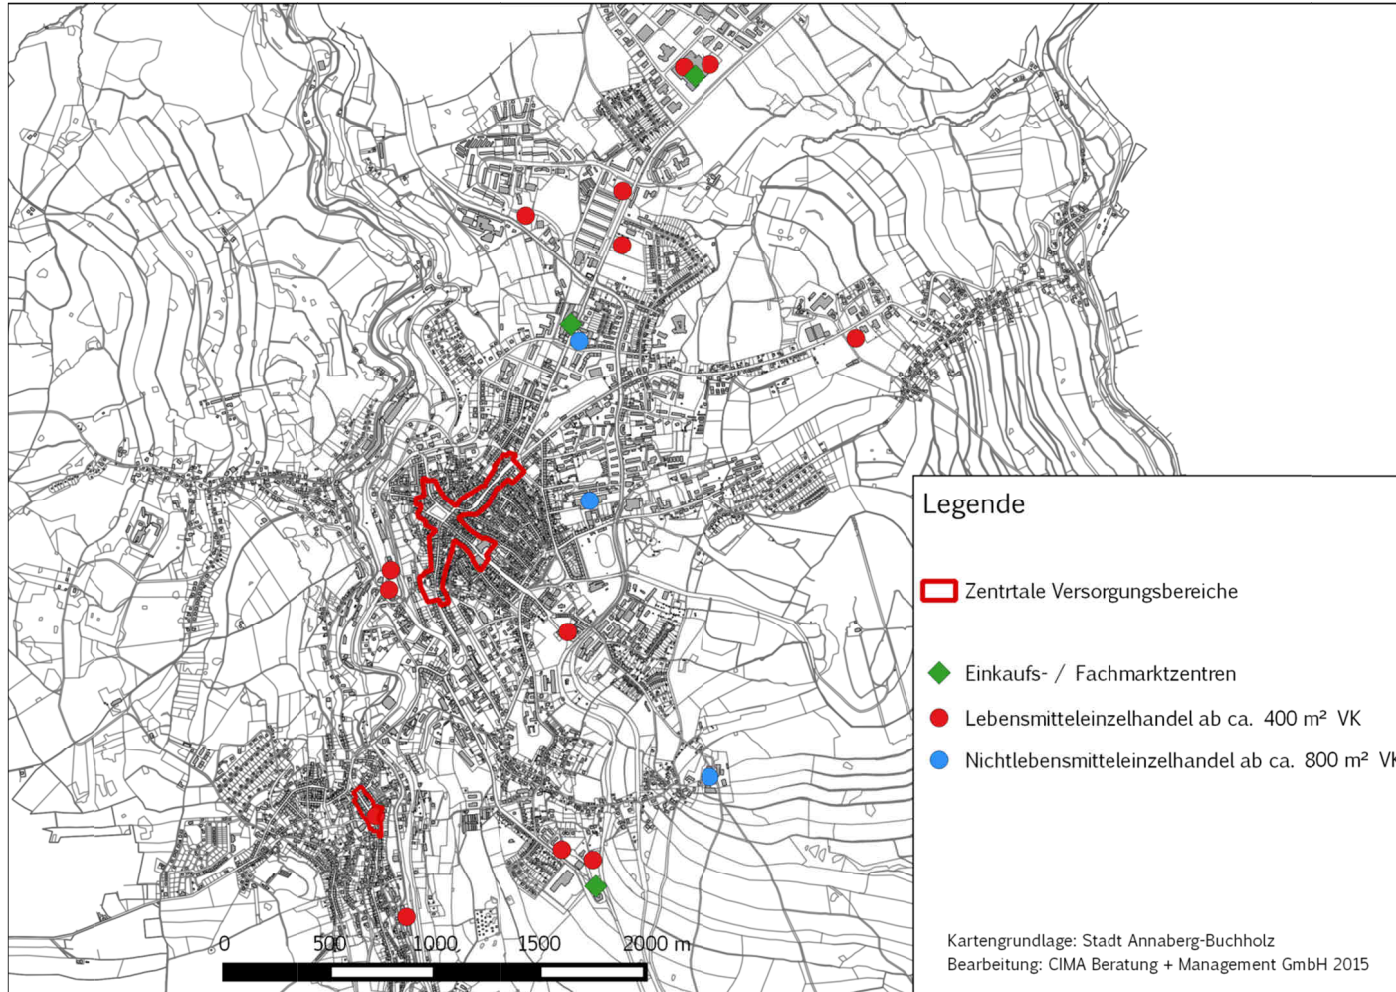 Legende
Zentrtale Versorgungsbereiche
Einkaufs- / Fachmarktzentren
Lebensmitteleinzelhandel ab ca. 400 m² VK
Nichtlebensmitteleinzelhandel ab ca. 800 m² VK
Kartengrundlage: Stadt Annaberg-Buchholz
Bearbeitung: CIMA Beratung + Management GmbH 2015
0 500 1000 1500 2000 m